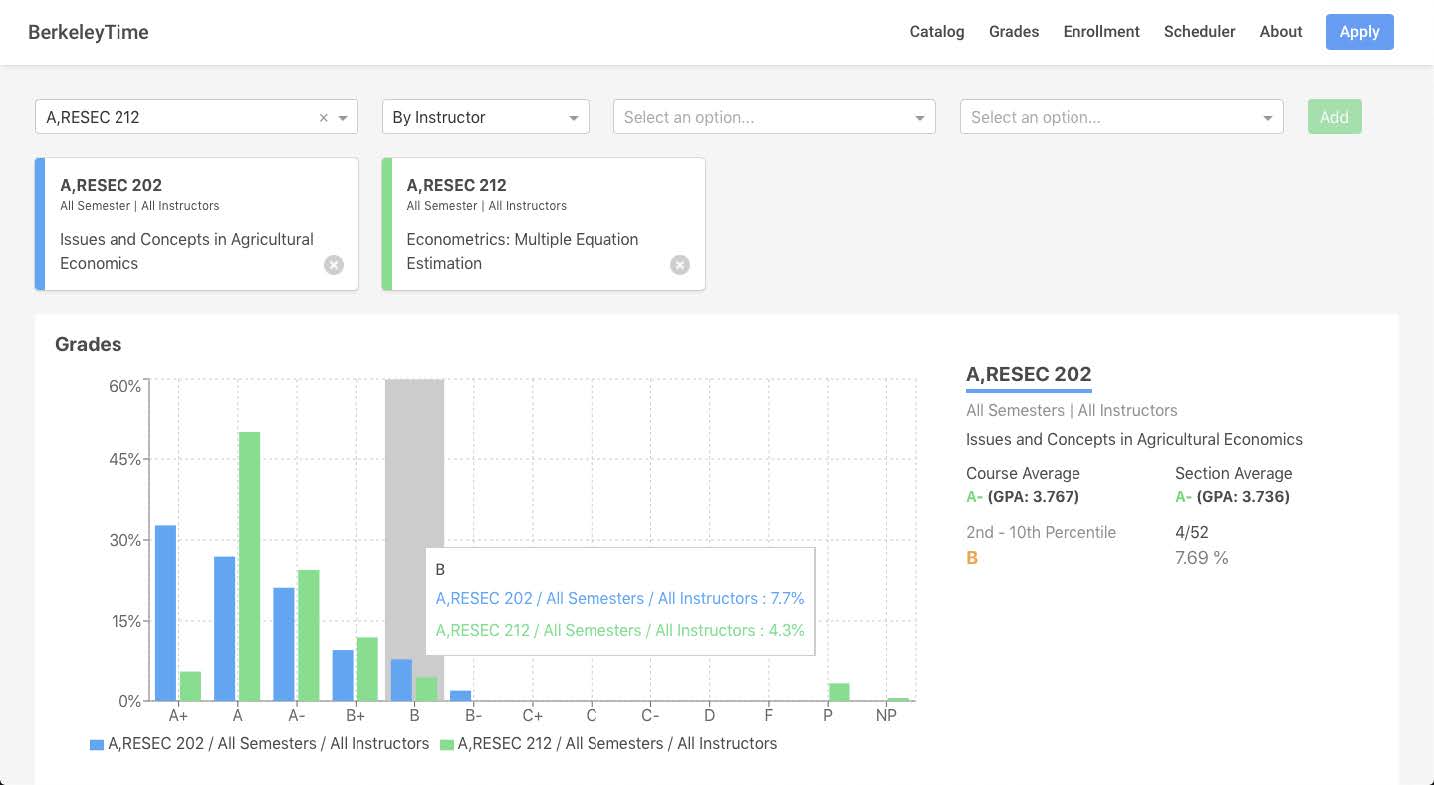 BerkeleyTime Catalog Grades Enrollment Scheduler About Apply
A,RESEC 212 × By Instructor Select an option... Select an option... Add
A,RESEC 202
All Semester | All Instructors
Issues and Concepts in Agricultural
Economics
A,RESEC 212
All Semester | All Instructors
Econometrics: Multiple Equation
Estimation
Grades
60%
45%
30%
15%
0%
A+ A A- B+ B B- C+ C C- D F P NP
B
A,RESEC 202 / All Semesters / All Instructors : 7.7%
A,RESEC 212 / All Semesters / All Instructors : 4.3%
A,RESEC 202 / All Semesters / All Instructors A,RESEC 212 / All Semesters / All Instructors
A,RESEC 202
All Semesters | All Instructors
Issues and Concepts in Agricultural Economics
Course Average Section Average
A- (GPA: 3.767) A- (GPA: 3.736)
2nd - 10th Percentile 4/52
B 7.69 %